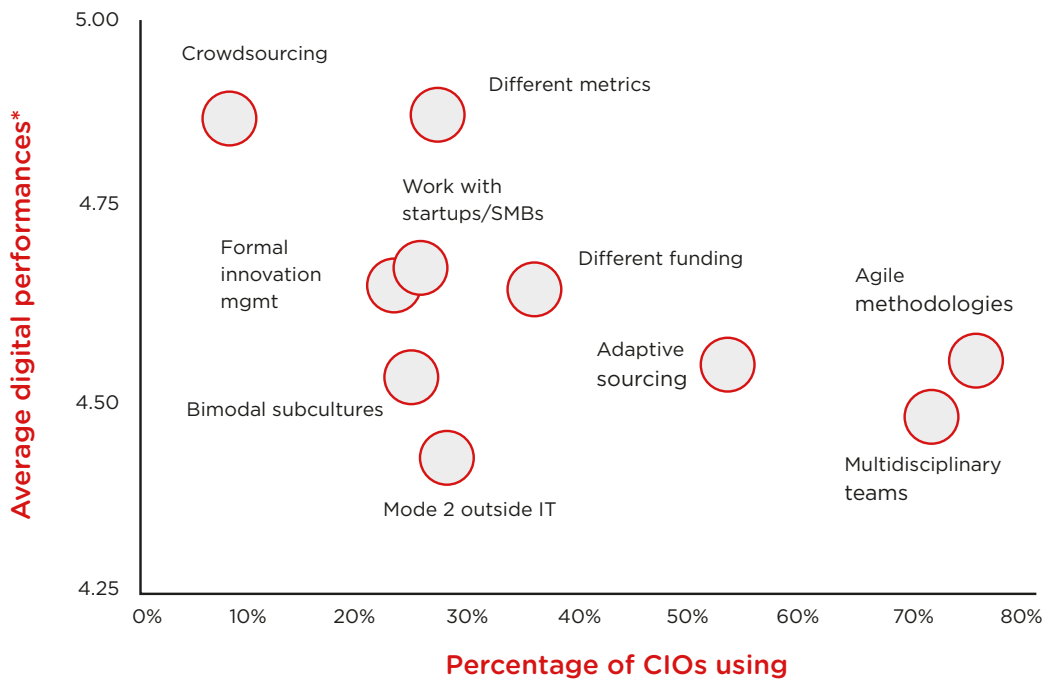 5.00
Crowdsourcing
Different metrics
4.75
Work with
startups/SMBs
Formal
innovation
mgmt
Different funding
Agile
methodologies
Adaptive
sourcing
4.50
Bimodal subcultures
Multidisciplinary
teams
Mode 2 outside IT
4.25
0% 10% 20% 30% 40% 50% 60% 70% 80%
Percentage of CIOs using
Average digital performances*